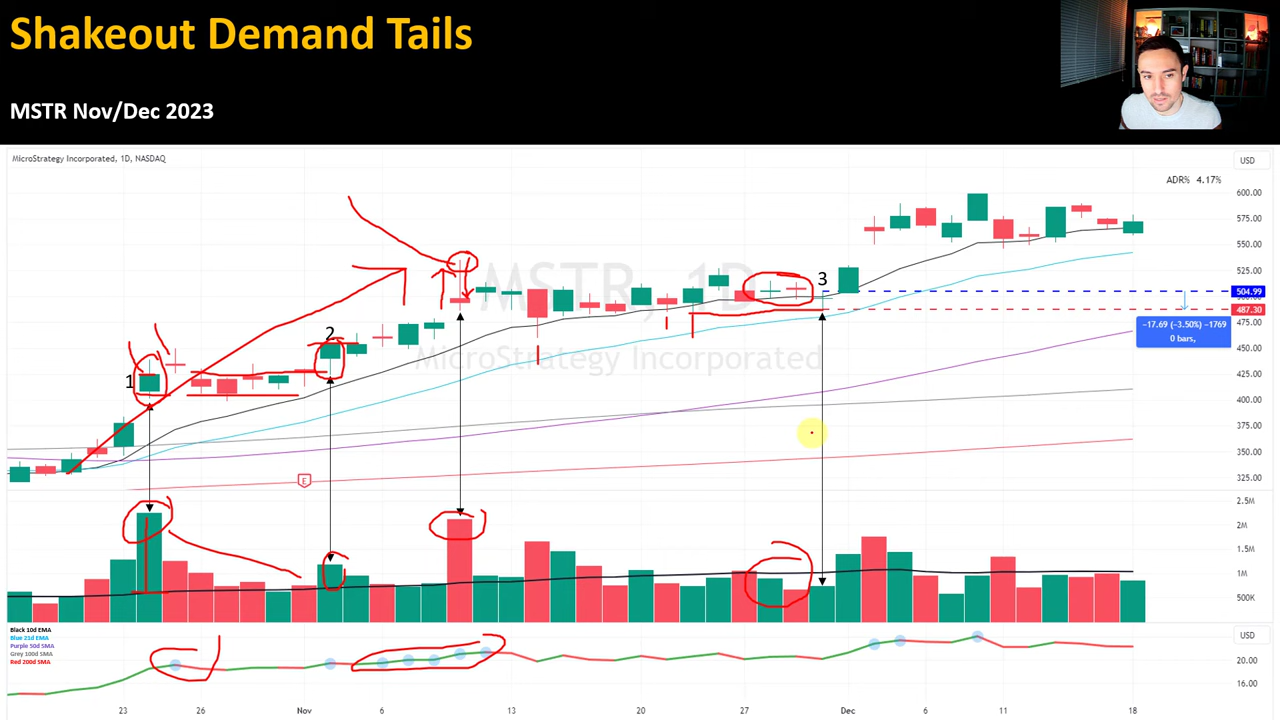 Shakeout Demand Tails
MSTR Nov/Dec 2023
MicroStrategy Incorporated, 1D, NASDAQ
USD
ADR% 4.17%
600.00
575.00
550.00
525.00
MSTR, 1D
3
504.99
487.30
475.00
−17.69 (−3.50%) −1769
0 bars,
2
450.00
MicroStrategy Incorporated
1
425.00
400.00
375.00
350.00
325.00
E
2.5M
2M
1.5M
1M
500K
Black 10d EMA
Blue 21d EMA
Purple 50d SMA
Grey 100d SMA
Red 200d SMA
USD
20.00
16.00
23 26 Nov 6 13 20 27 Dec 6 11 18